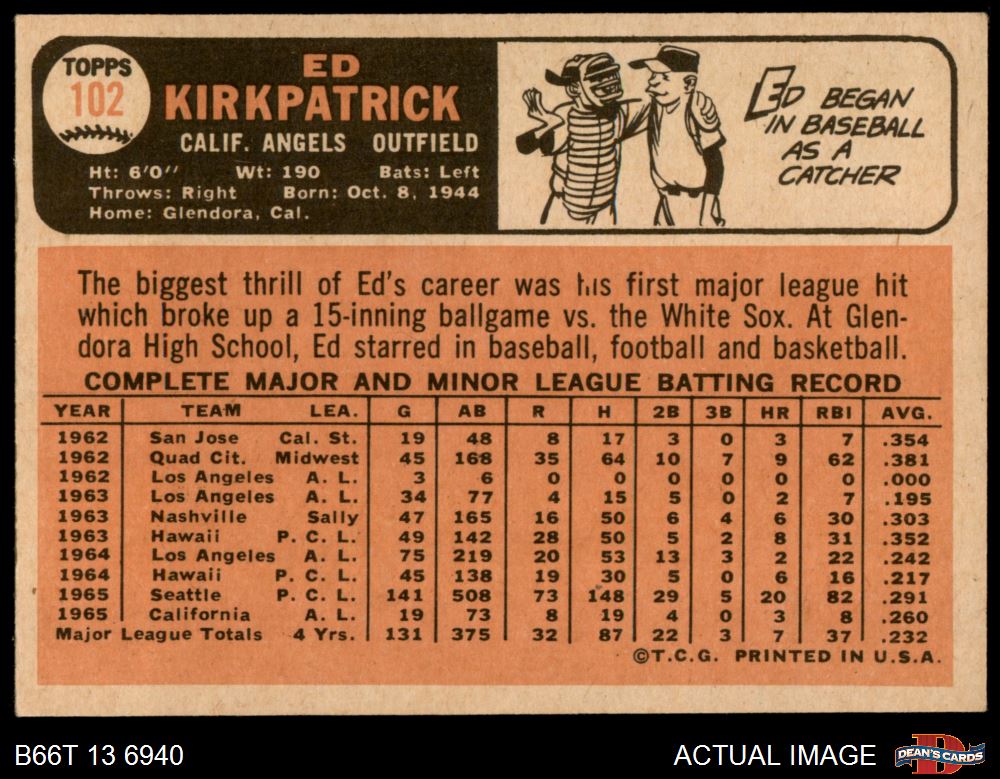 TOPPS
102
ED
KIRKPATRICK
CALIF. ANGELS OUTFIELD
Ht: 6'0" Wt: 190 Bats: Left
Throws: Right Born: Oct. 8, 1944
Home: Glendora, Cal.
ED BEGAN
IN BASEBALL
AS A
CATCHER
The biggest thrill of Ed's career was his first major league hit
which broke up a 15-inning ballgame vs. the White Sox. At Glen-
dora High School, Ed starred in baseball, football and basketball.
COMPLETE MAJOR AND MINOR LEAGUE BATTING RECORD
YEAR TEAM LEA. G AB R H 2B 3B HR RBI AVG.
1962 San Jose Cal. St. 19 48 8 17 3 0 3 7 .354
1962 Quad Cit. Midwest 45 168 35 64 10 7 9 62 .381
1962 Los Angeles A. L. 3 6 0 0 0 0 0 0 .000
1963 Los Angeles A. L. 34 77 4 15 5 0 2 7 .195
1963 Nashville Sally 47 165 16 50 6 4 6 30 .303
1963 Hawaii P. C. L. 49 142 28 50 5 2 8 31 .352
1964 Los Angeles A. L. 75 219 20 53 13 3 2 22 .242
1964 Hawaii P. C. L. 45 138 19 30 5 0 6 16 .217
1965 Seattle P. C. L. 141 508 73 148 29 5 20 82 .291
1965 California A. L. 19 73 8 19 4 0 3 8 .260
Major League Totals 4 Yrs. 131 375 32 87 22 3 7 37 .232
©T.C.G. PRINTED IN U.S.A.
B66T 13 6940
ACTUAL IMAGE
DEAN'S CARDS